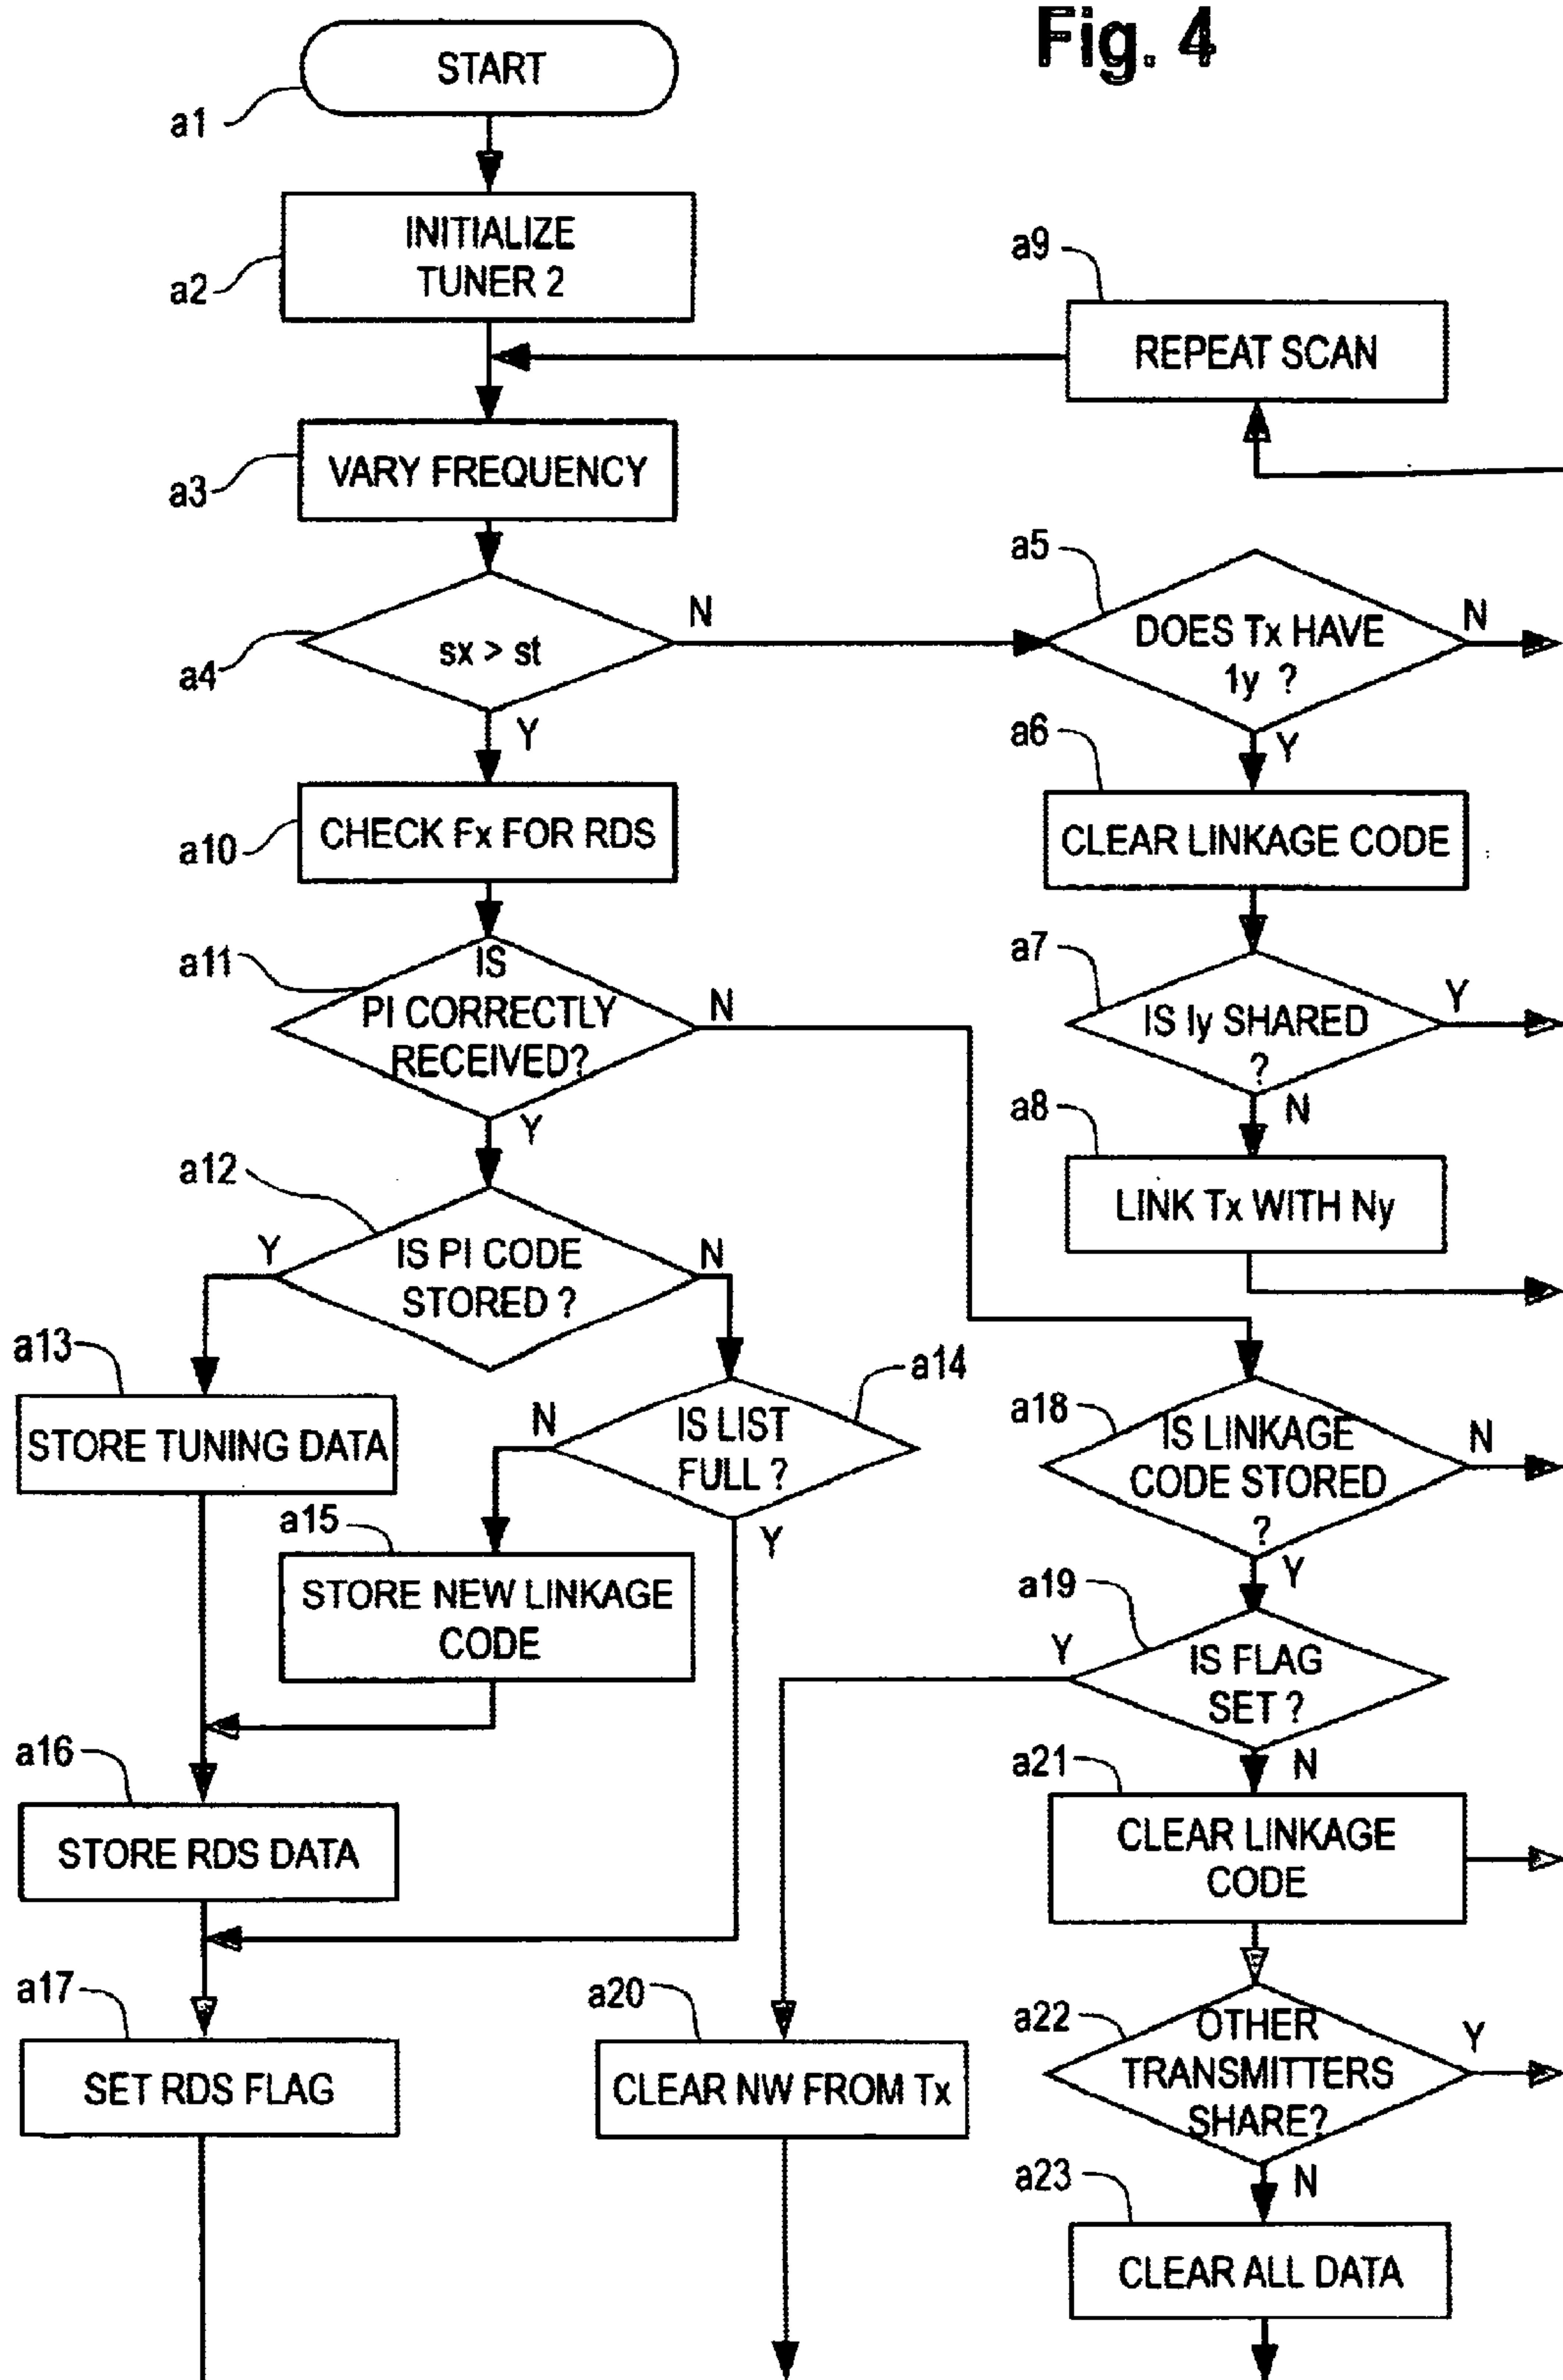 Fig. 4
START
a1
INITIALIZE
TUNER 2
a2
a9
REPEAT SCAN
VARY FREQUENCY
a3
a5
N
N
DOES Tx HAVE
1y ?
sx > st
a4
Y
a6
Y
CHECK Fx FOR RDS
a10
CLEAR LINKAGE CODE
a11
IS
PI CORRECTLY
RECEIVED?
N
a7
Y
IS Iy SHARED
?
Y
a8
N
a12
LINK Tx WITH Ny
Y
IS PI CODE
STORED ?
N
a13
a14
STORE TUNING DATA
N
IS LIST
FULL ?
a18
IS LINKAGE
CODE STORED
?
N
a15
Y
Y
STORE NEW LINKAGE
CODE
a19
Y
IS FLAG
SET ?
a16
a21
N
STORE RDS DATA
CLEAR LINKAGE
CODE
a17
a20
a22
OTHER
TRANSMITTERS
SHARE?
Y
SET RDS FLAG
CLEAR NW FROM Tx
a23
N
CLEAR ALL DATA